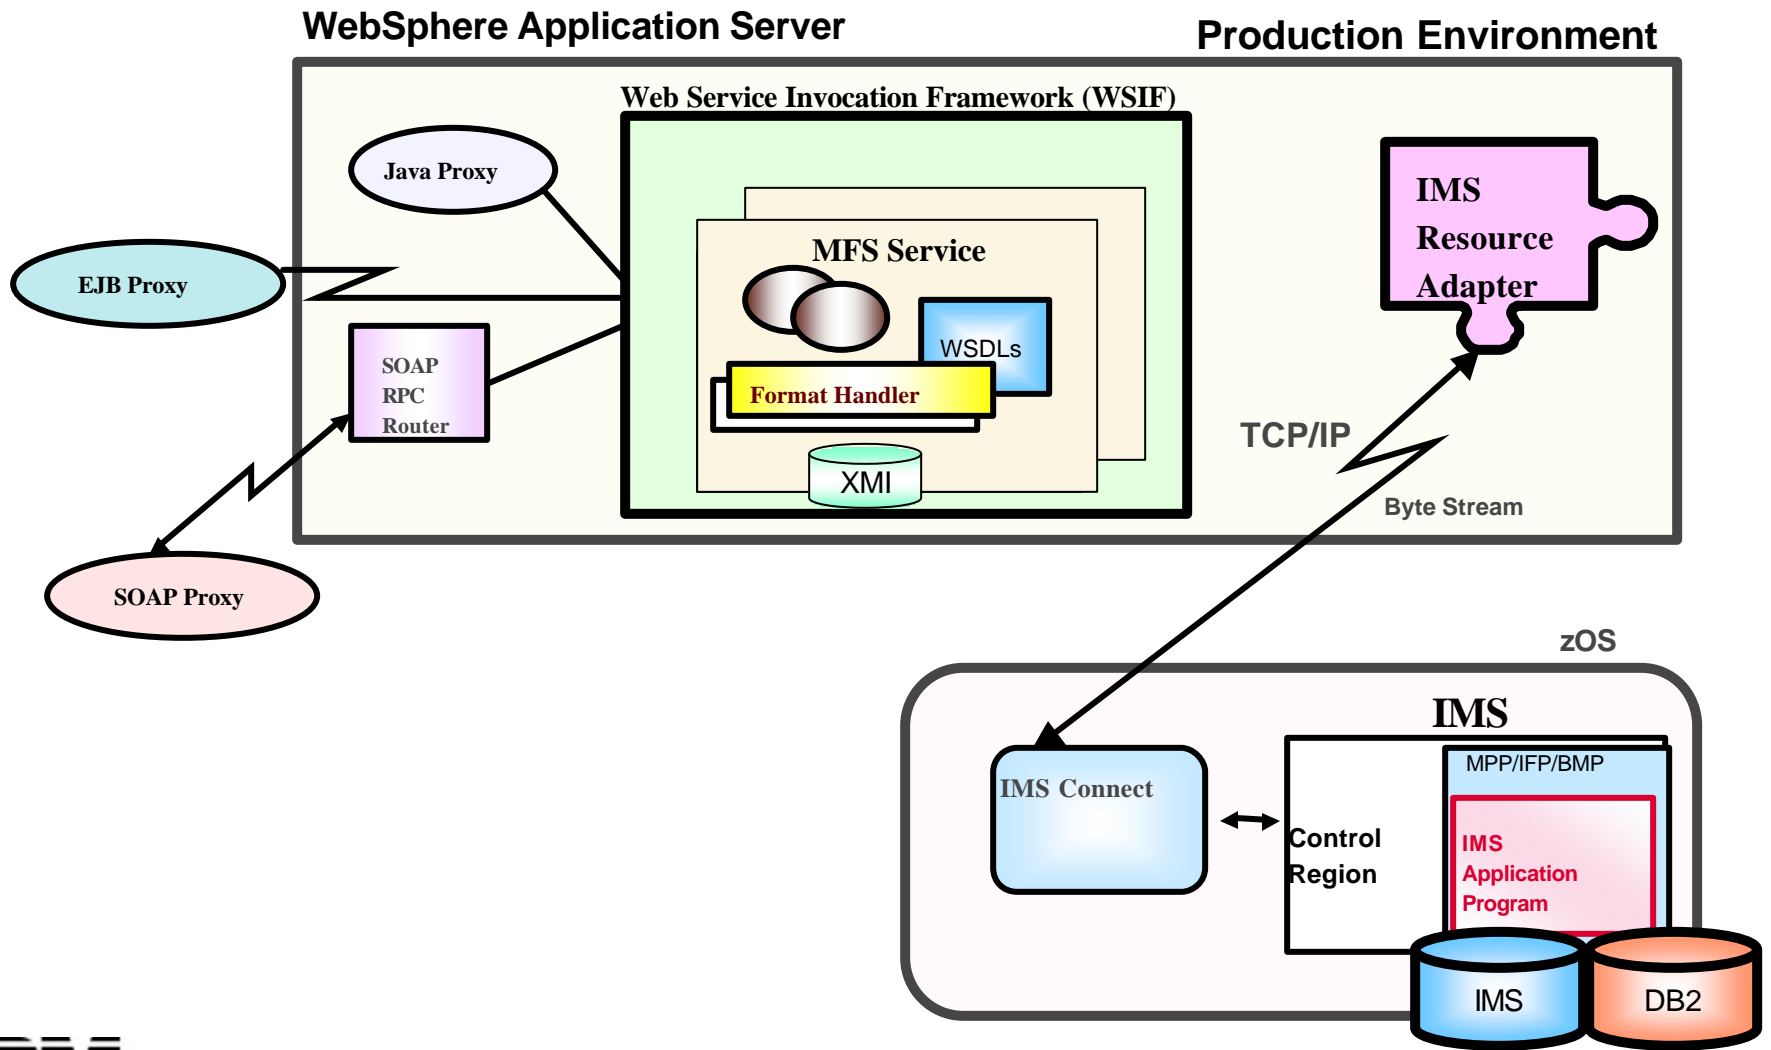 WebSphere Application Server
Production Environment
Web Service Invocation Framework (WSIF)
Java Proxy
IMS
Resource
Adapter
MFS Service
EJB Proxy
WSDLs
SOAP
RPC
Router
Format Handler
TCP/IP
XMI
Byte Stream
SOAP Proxy
zOS
IMS
MPP/IFP/BMP
IMS Connect
Control
Region
IMS
Application
Program
IMS
DB2